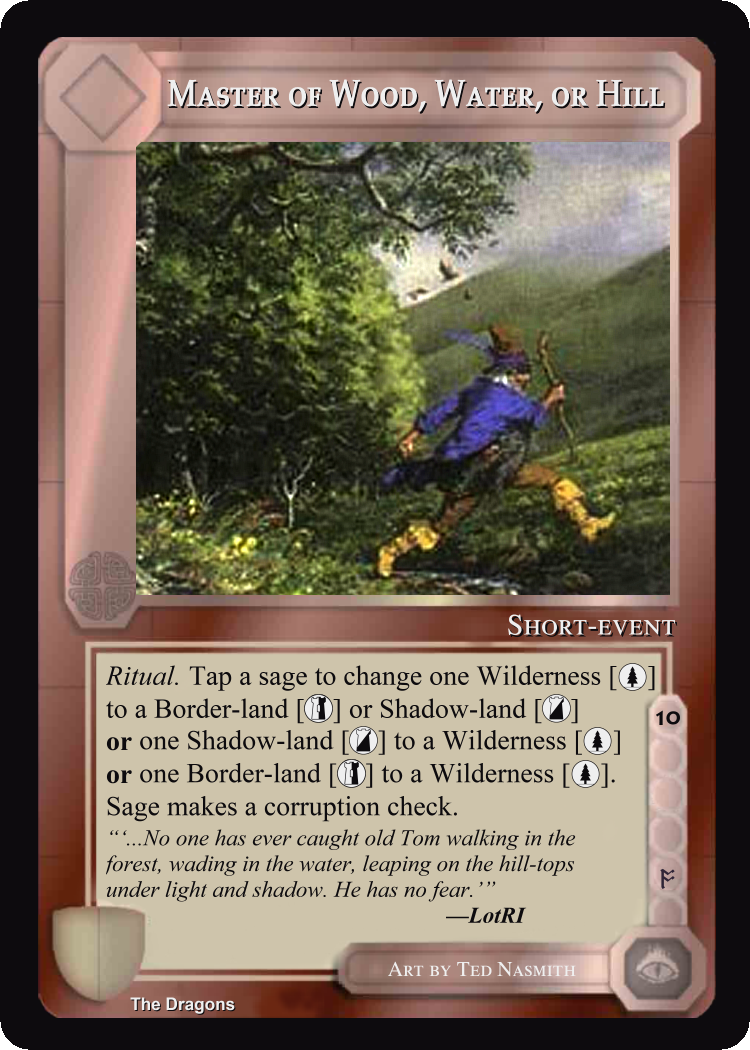 Master of Wood, Water, or Hill
Short-event
Ritual. Tap a sage to change one Wilderness []
to a Border-land [] or Shadow-land []
or one Shadow-land [] to a Wilderness []
or one Border-land [] to a Wilderness [].
Sage makes a corruption check.
10
“‘...No one has ever caught old Tom walking in the
forest, wading in the water, leaping on the hill-tops
under light and shadow. He has no fear.’”
—LotRI
Art by Ted Nasmith
The Dragons